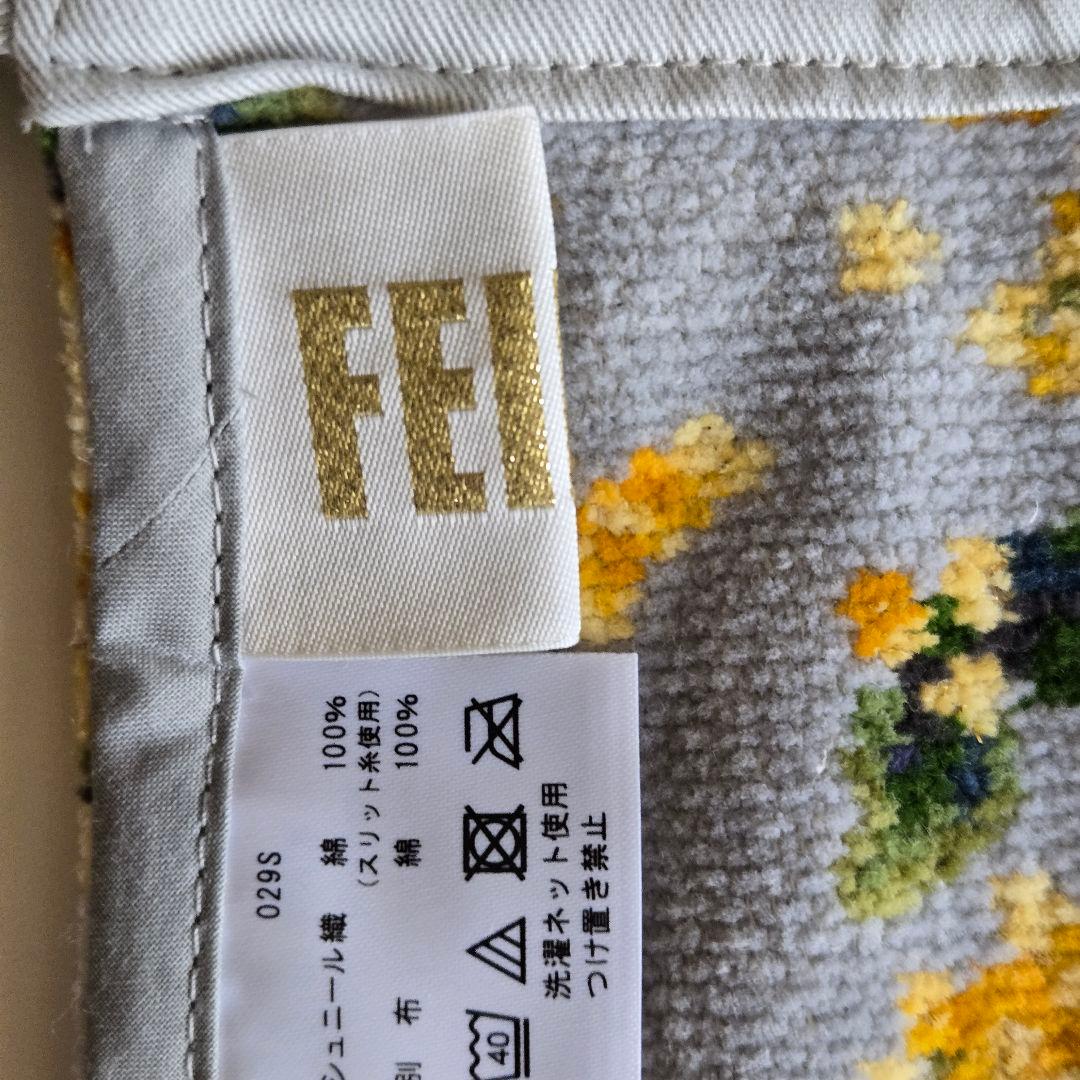 FEI
029S
シュニール織 綿 100%
(スリット糸使用)
別 布 綿 100%
40
洗濯ネット使用
つけ置き禁止